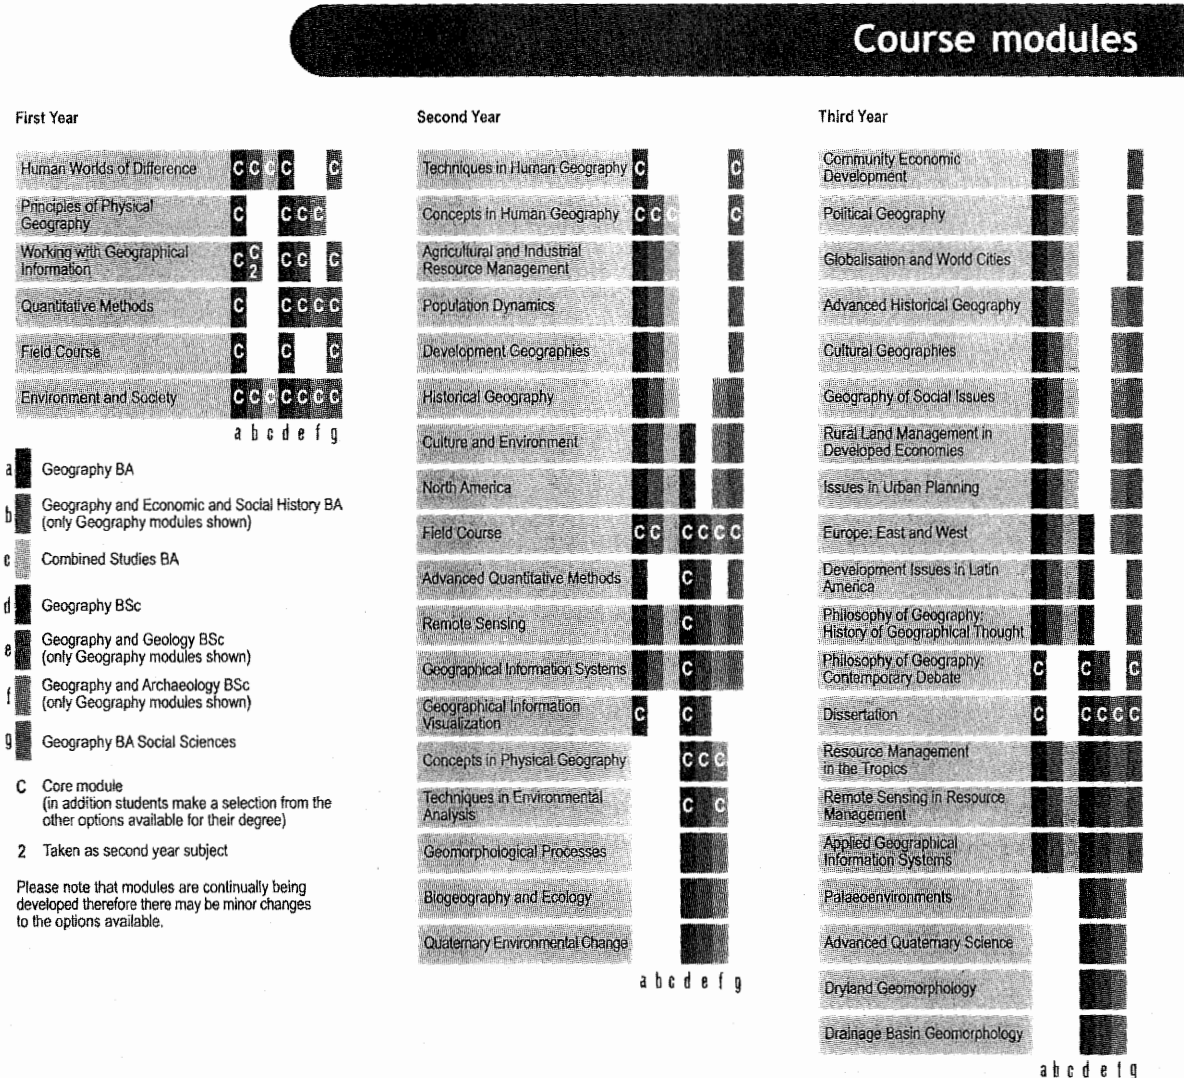 Course modules
First Year
Human Worlds of Difference C C C C C
Principles of Physical
Geography C C C C
Working with Geographical
Information C C 2 C C C
Quantitative Methods C C C C C
Field Course C C C
Environment and Society C C C C C C C
a b c d e f g
a Geography BA
b Geography and Economic and Social History BA
(only Geography modules shown)
c Combined Studies BA
d Geography BSc
e Geography and Geology BSc
(only Geography modules shown)
f Geography and Archaeology BSc
(only Geography modules shown)
g Geography BA Social Sciences
C Core module
(in addition students make a selection from the
other options available for their degree)
2 Taken as second year subject
Please note that modules are continually being
developed therefore there may be minor changes
to the options available.
Second Year
Techniques in Human Geography C C
Concepts in Human Geography C C C C
Agricultural and Industrial
Resource Management
Population Dynamics
Development Geographies
Historical Geography
Culture and Environment
North America
Field Course C C C C C C
Advanced Quantitative Methods C
Remote Sensing C
Geographical Information Systems C
Geographical Information
Visualization C C
Concepts in Physical Geography C C C
Techniques in Environmental
Analysis C C
Geomorphological Processes
Biogeography and Ecology
Quaternary Environmental Change
a b c d e f g
Third Year
Community Economic
Development
Political Geography
Globalisation and World Cities
Advanced Historical Geography
Cultural Geographies
Geography of Social Issues
Rural Land Management in
Developed Economies
Issues in Urban Planning
Europe: East and West
Development Issues in Latin
America
Philosophy of Geography:
History of Geographical Thought
Philosophy of Geography:
Contemporary Debate C C C
Dissertation C C C C C
Resource Management
in the Tropics
Remote Sensing in Resource
Management
Applied Geographical
Information Systems
Palaeoenvironments
Advanced Quaternary Science
Dryland Geomorphology
Drainage Basin Geomorphology
a b c d e f g